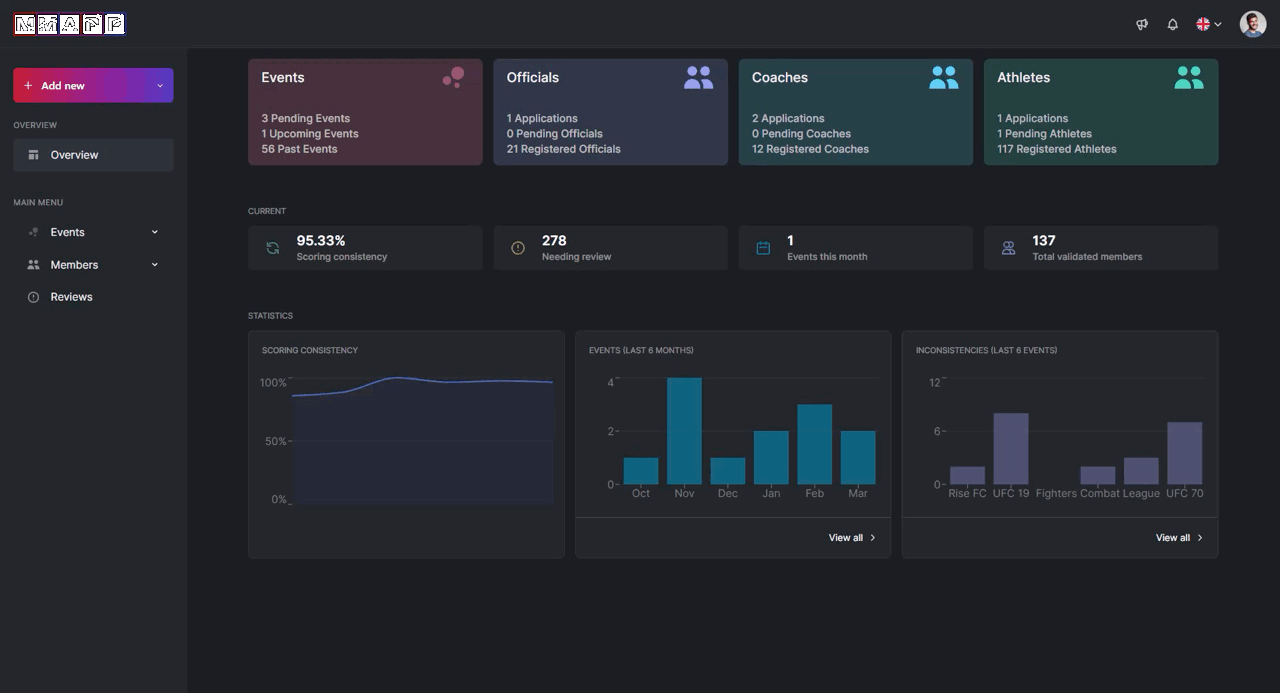 MMAPP
Add new
OVERVIEW
Overview
MAIN MENU
Events
Members
Reviews
Events
3 Pending Events
1 Upcoming Events
56 Past Events
Officials
1 Applications
0 Pending Officials
21 Registered Officials
Coaches
2 Applications
0 Pending Coaches
12 Registered Coaches
Athletes
1 Applications
1 Pending Athletes
117 Registered Athletes
CURRENT
95.33%
Scoring consistency
278
Needing review
1
Events this month
137
Total validated members
STATISTICS
SCORING CONSISTENCY
100%
50%
0%
EVENTS (LAST 6 MONTHS)
4
2
0
Oct Nov Dec Jan Feb Mar
View all
INCONSISTENCIES (LAST 6 EVENTS)
12
6
0
Rise FC UFC 19 Fighters Combat League UFC 70
View all